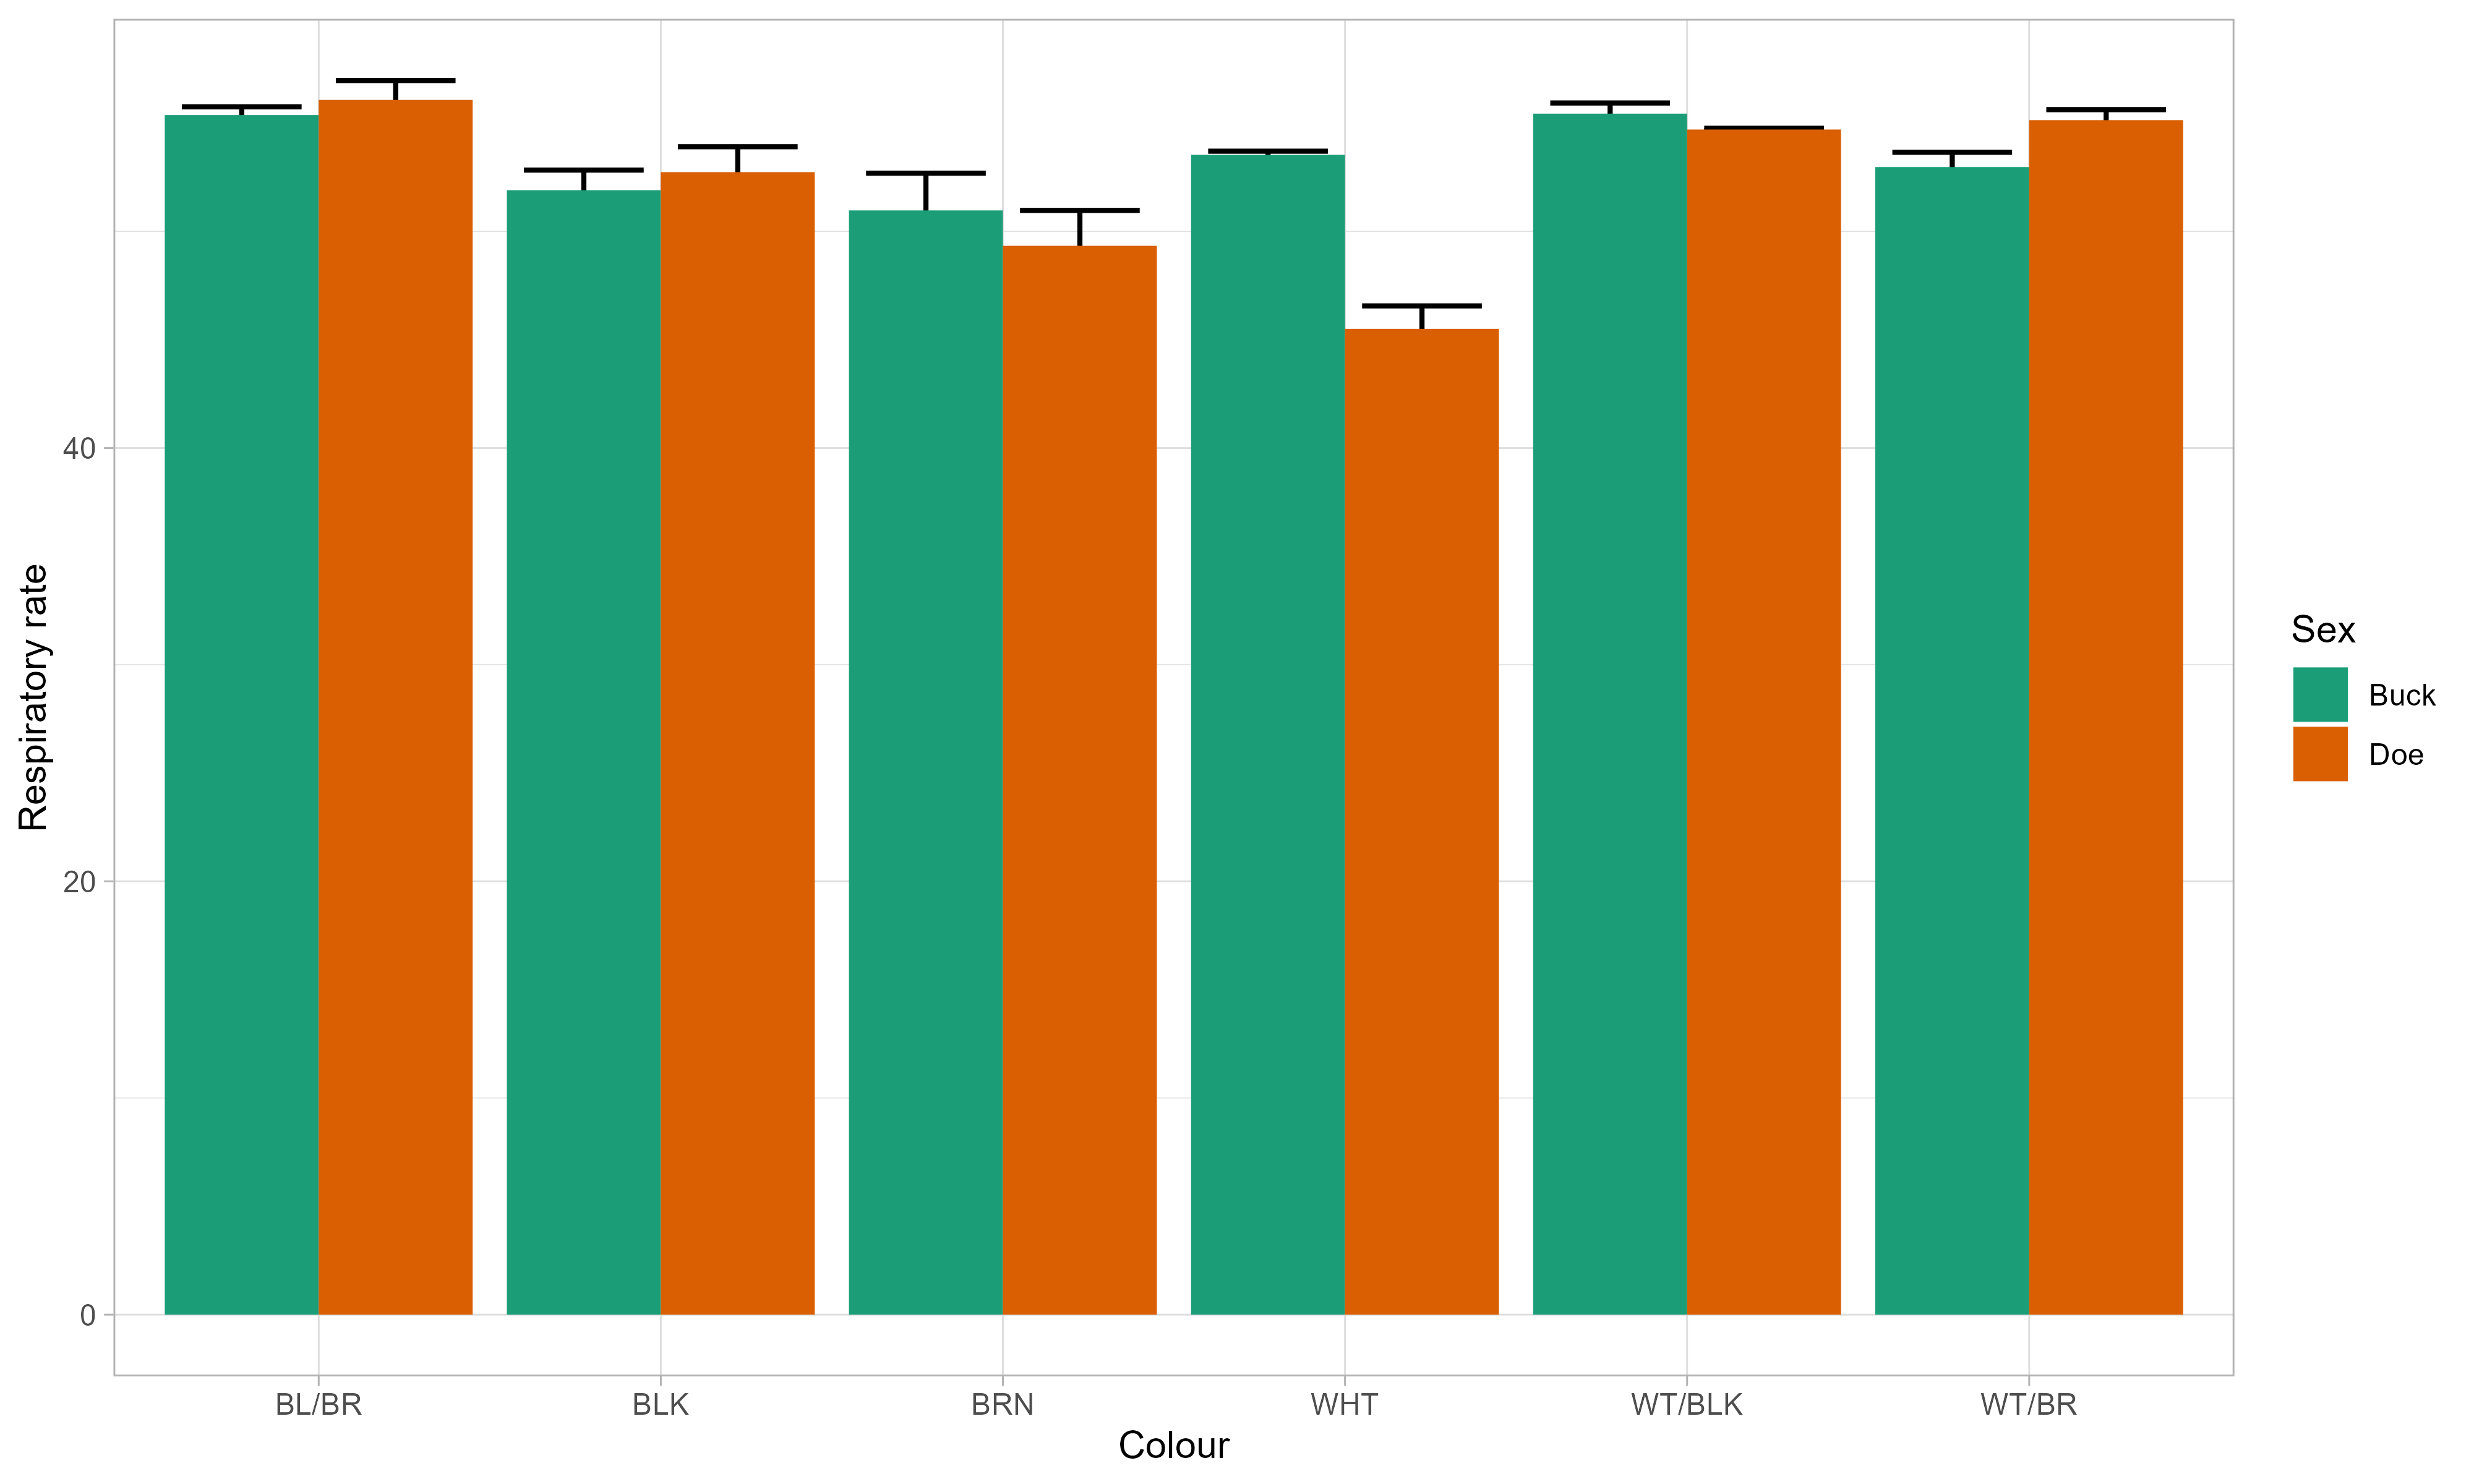 Respiratory rate
40
20
0
BL/BR BLK BRN WHT WT/BLK WT/BR
Colour
Sex
Buck
Doe